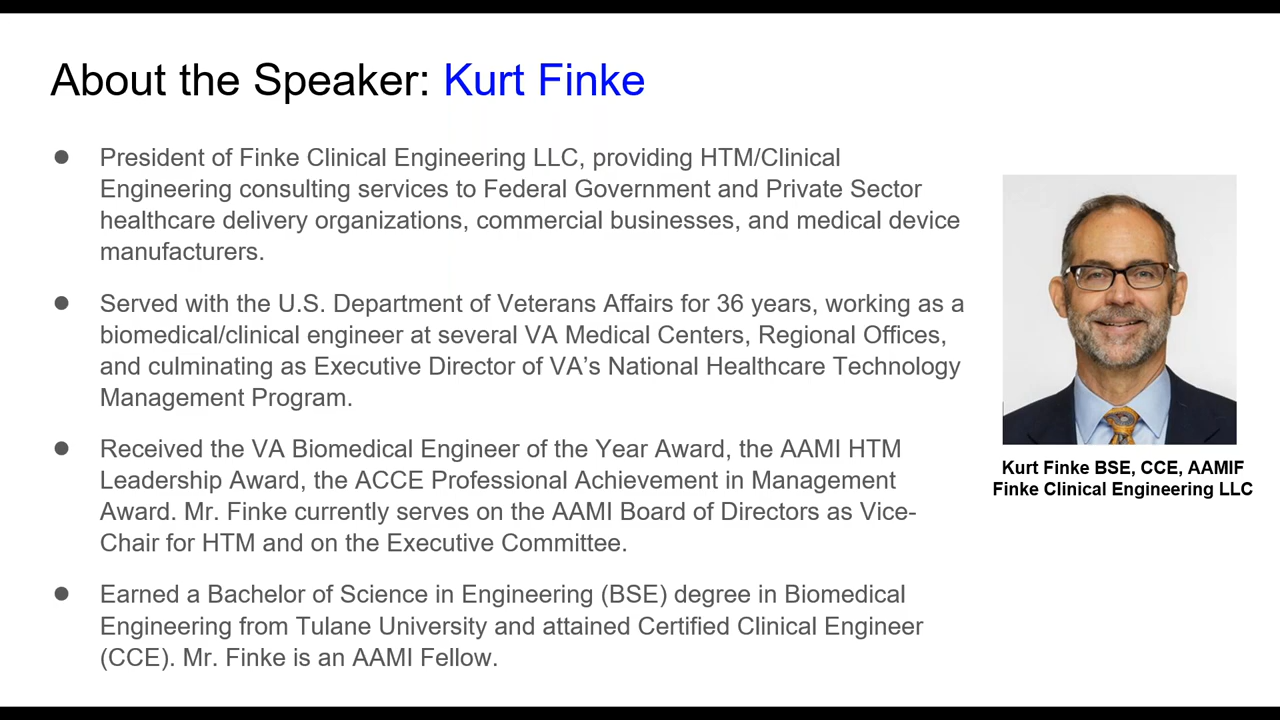 About the Speaker: Kurt Finke
● President of Finke Clinical Engineering LLC, providing HTM/Clinical
Engineering consulting services to Federal Government and Private Sector
healthcare delivery organizations, commercial businesses, and medical device
manufacturers.
● Served with the U.S. Department of Veterans Affairs for 36 years, working as a
biomedical/clinical engineer at several VA Medical Centers, Regional Offices,
and culminating as Executive Director of VA’s National Healthcare Technology
Management Program.
● Received the VA Biomedical Engineer of the Year Award, the AAMI HTM
Leadership Award, the ACCE Professional Achievement in Management
Award. Mr. Finke currently serves on the AAMI Board of Directors as Vice-
Chair for HTM and on the Executive Committee.
● Earned a Bachelor of Science in Engineering (BSE) degree in Biomedical
Engineering from Tulane University and attained Certified Clinical Engineer
(CCE). Mr. Finke is an AAMI Fellow.
Kurt Finke BSE, CCE, AAMIF
Finke Clinical Engineering LLC